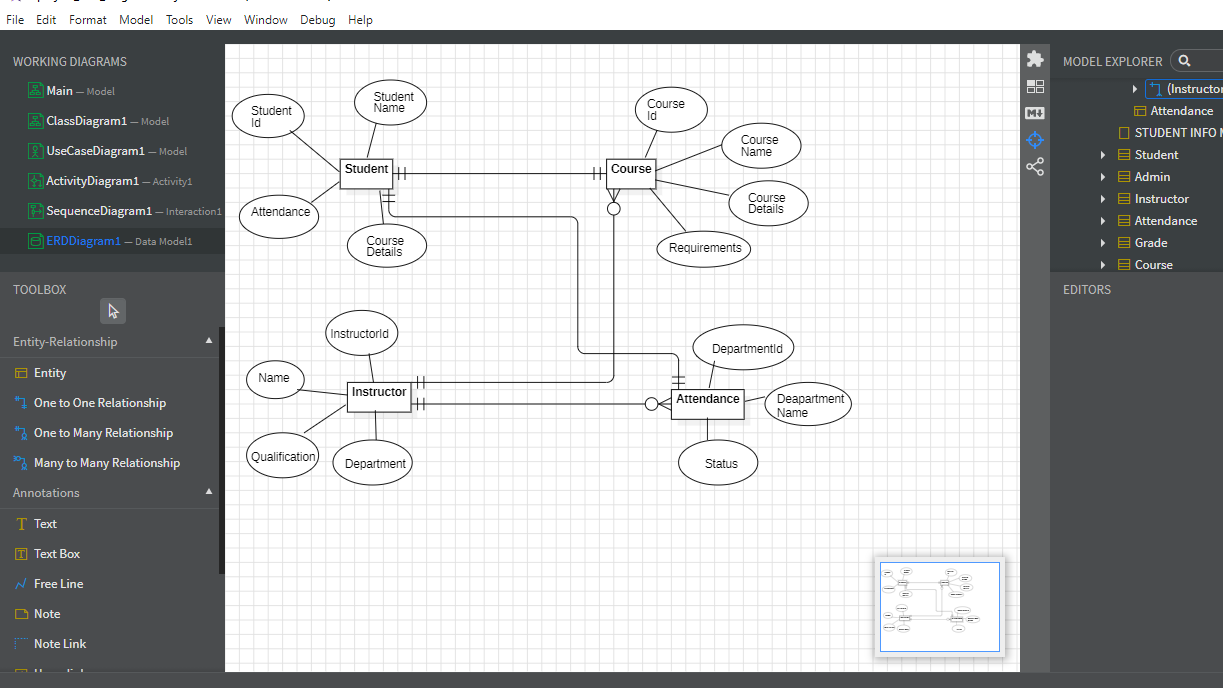 File Edit Format Model Tools View Window Debug Help
WORKING DIAGRAMS
Main — Model
ClassDiagram1 — Model
UseCaseDiagram1 — Model
ActivityDiagram1 — Activity1
SequenceDiagram1 — Interaction1
ERDDiagram1 — Data Model1
TOOLBOX
Entity-Relationship
Entity
One to One Relationship
One to Many Relationship
Many to Many Relationship
Annotations
Text
Text Box
Free Line
Note
Note Link
Student
Id
Student
Name
Student
Attendance
Course
Details
Course
Id
Course
Name
Course
Course
Details
Requirements
InstructorId
Name
Instructor
Qualification
Department
DepartmentId
Attendance
Deapartment
Name
Status
M
MODEL EXPLORER
(Instructor
Attendance
STUDENT INFO
Student
Admin
Instructor
Attendance
Grade
Course
EDITORS